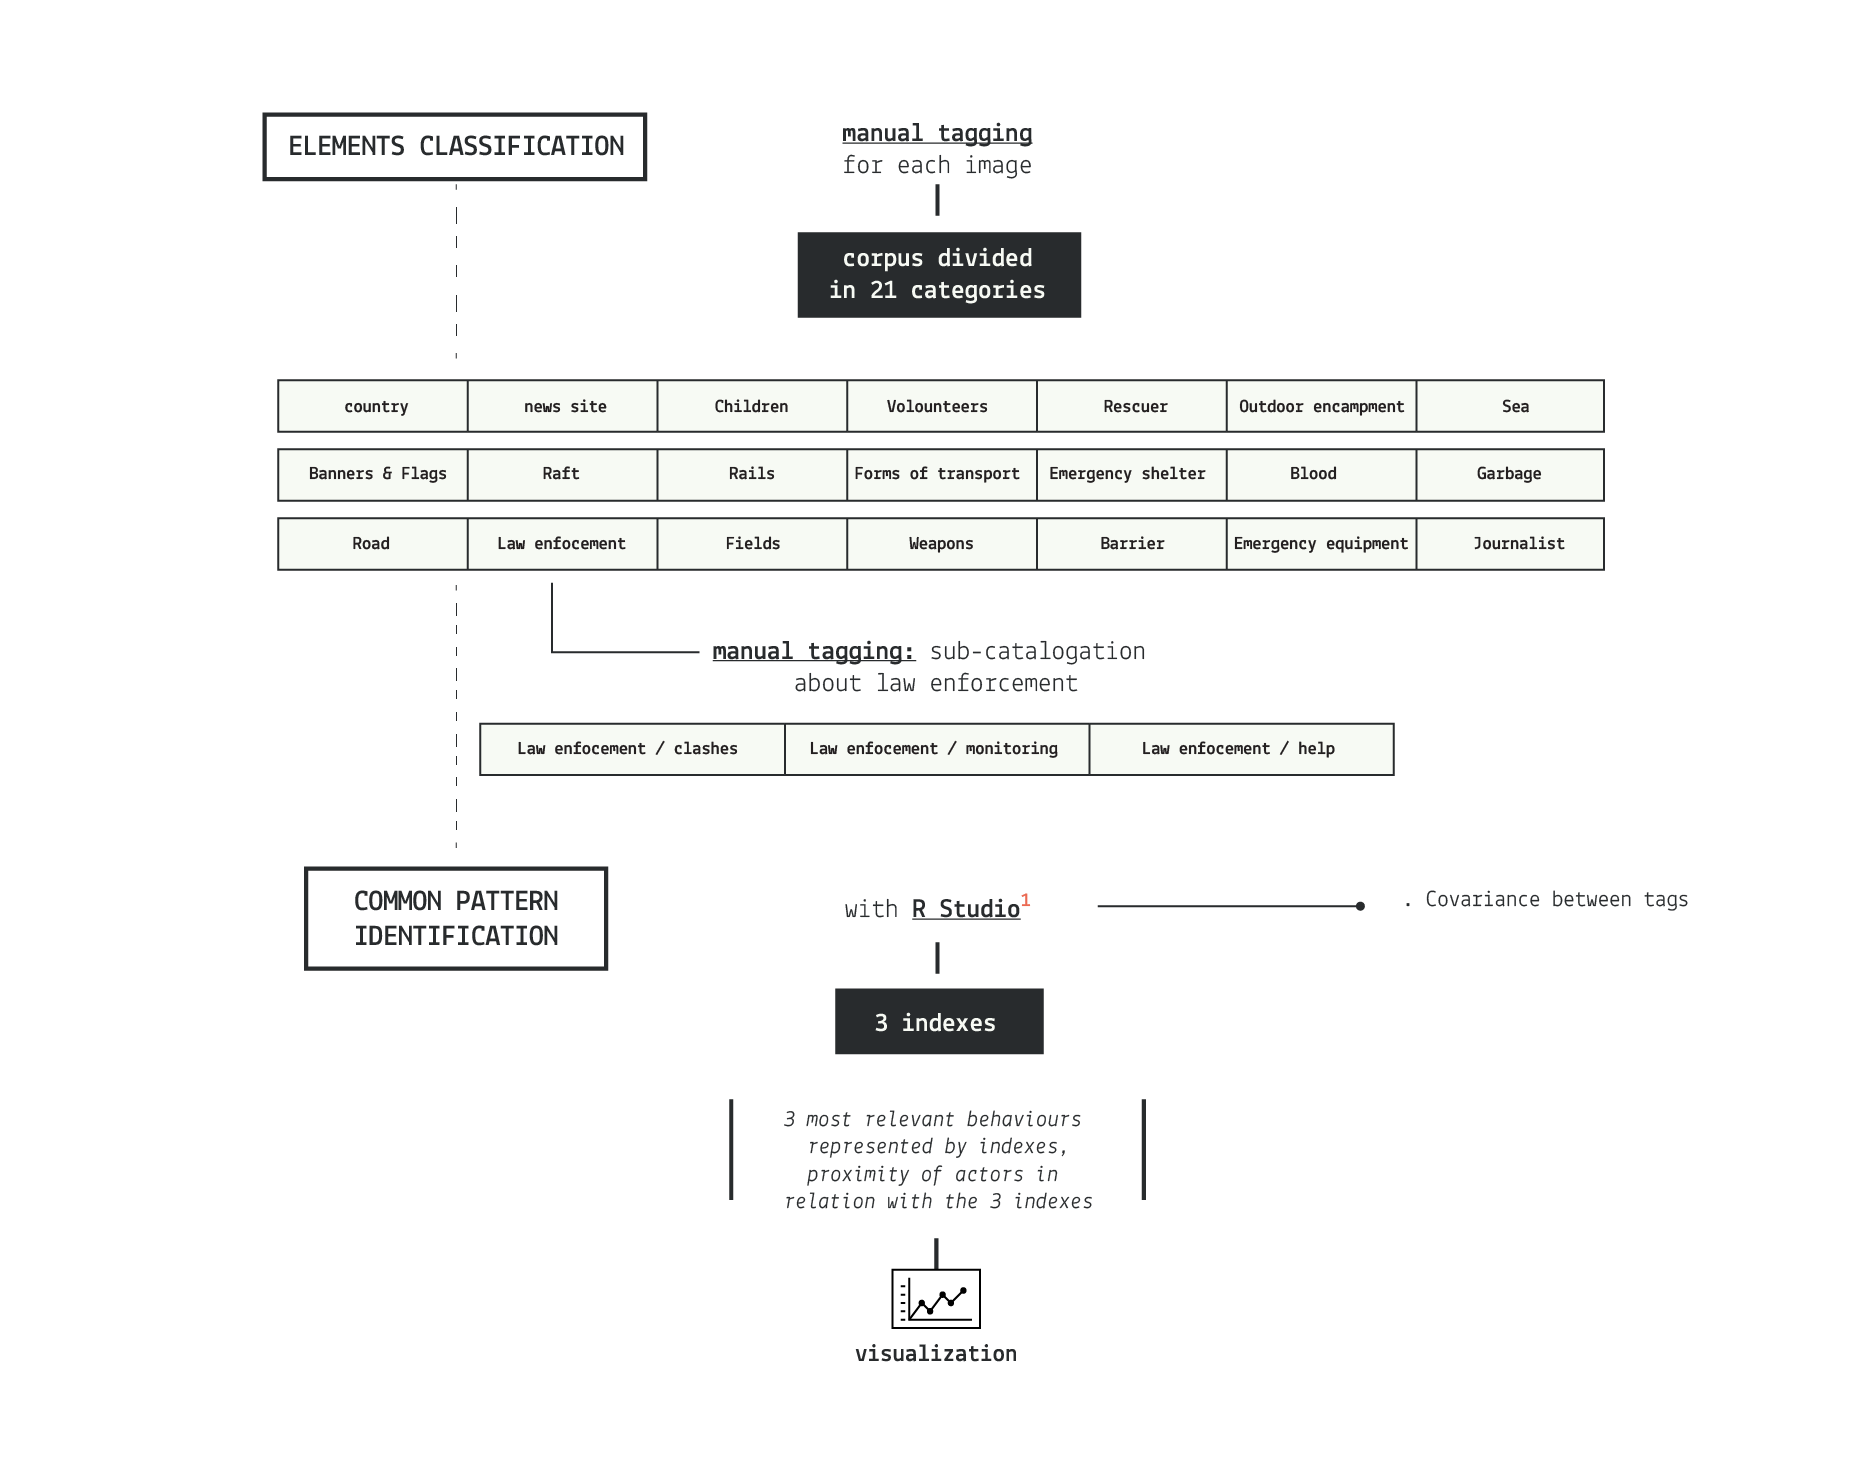 ELEMENTS CLASSIFICATION
manual tagging
for each image
corpus divided
in 21 categories
country news site Children Volounteers Rescuer Outdoor encampment Sea
Banners & Flags Raft Rails Forms of transport Emergency shelter Blood Garbage
Road Law enfocement Fields Weapons Barrier Emergency equipment Journalist
manual tagging: sub-catalogation
about law enforcement
Law enfocement / clashes Law enfocement / monitoring Law enfocement / help
COMMON PATTERN
IDENTIFICATION
with R Studio1
. Covariance between tags
3 indexes
3 most relevant behaviours
represented by indexes,
proximity of actors in
relation with the 3 indexes
visualization